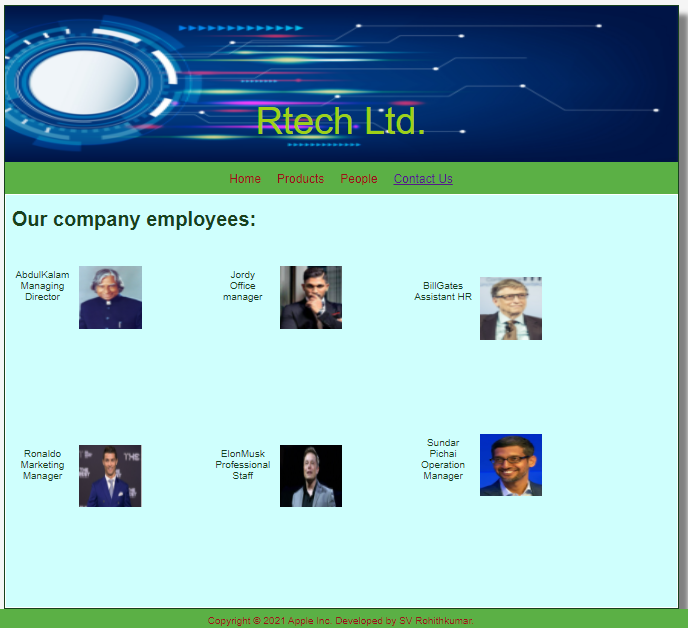 Rtech Ltd.
Home Products People Contact Us
Our company employees:
AbdulKalam
Managing
Director
Jordy
Office
manager
BillGates
Assistant HR
Ronaldo
Marketing
Manager
ElonMusk
Professional
Staff
Sundar
Pichai
Operation
Manager
Copyright © 2021 Apple Inc. Developed by SV Rohithkumar.